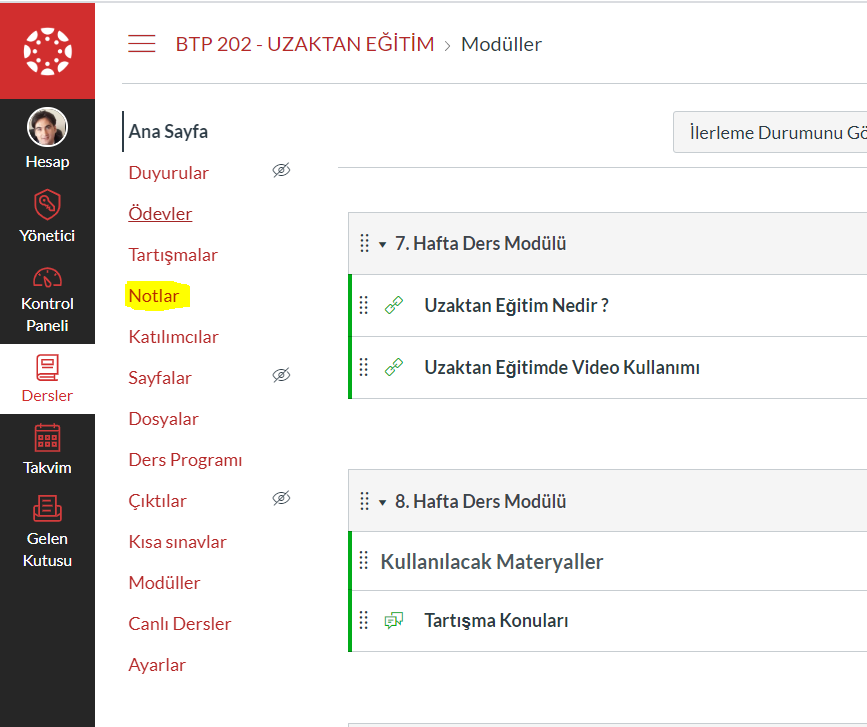 BTP 202 - UZAKTAN EĞİTİM › Modüller
Hesap
Yönetici
Kontrol
Paneli
Dersler
Takvim
Gelen
Kutusu
Ana Sayfa
Duyurular
Ödevler
Tartışmalar
Notlar
Katılımcılar
Sayfalar
Dosyalar
Ders Programı
Çıktılar
Kısa sınavlar
Modüller
Canlı Dersler
Ayarlar
İlerleme Durumunu Gö
7. Hafta Ders Modülü
Uzaktan Eğitim Nedir ?
Uzaktan Eğitimde Video Kullanımı
8. Hafta Ders Modülü
Kullanılacak Materyaller
Tartışma Konuları